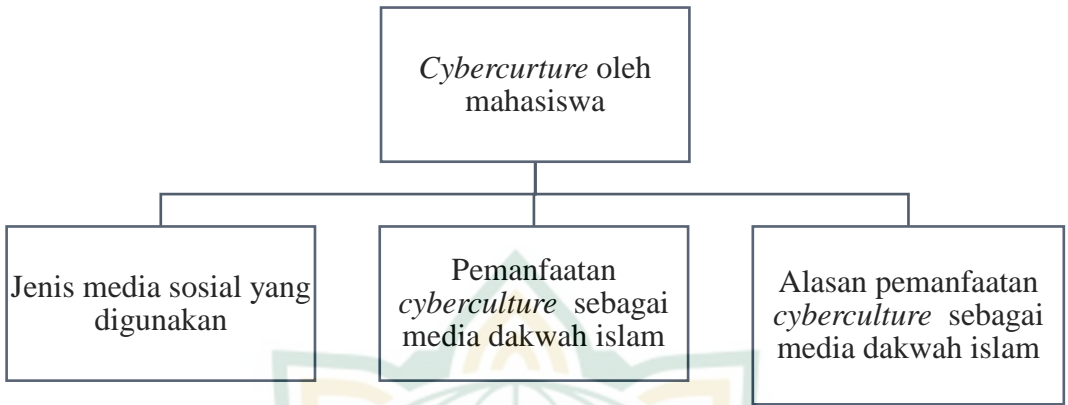 Cybercurture oleh
mahasiswa
Jenis media sosial yang
digunakan
Pemanfaatan
cyberculture sebagai
media dakwah islam
Alasan pemanfaatan
cyberculture sebagai
media dakwah islam